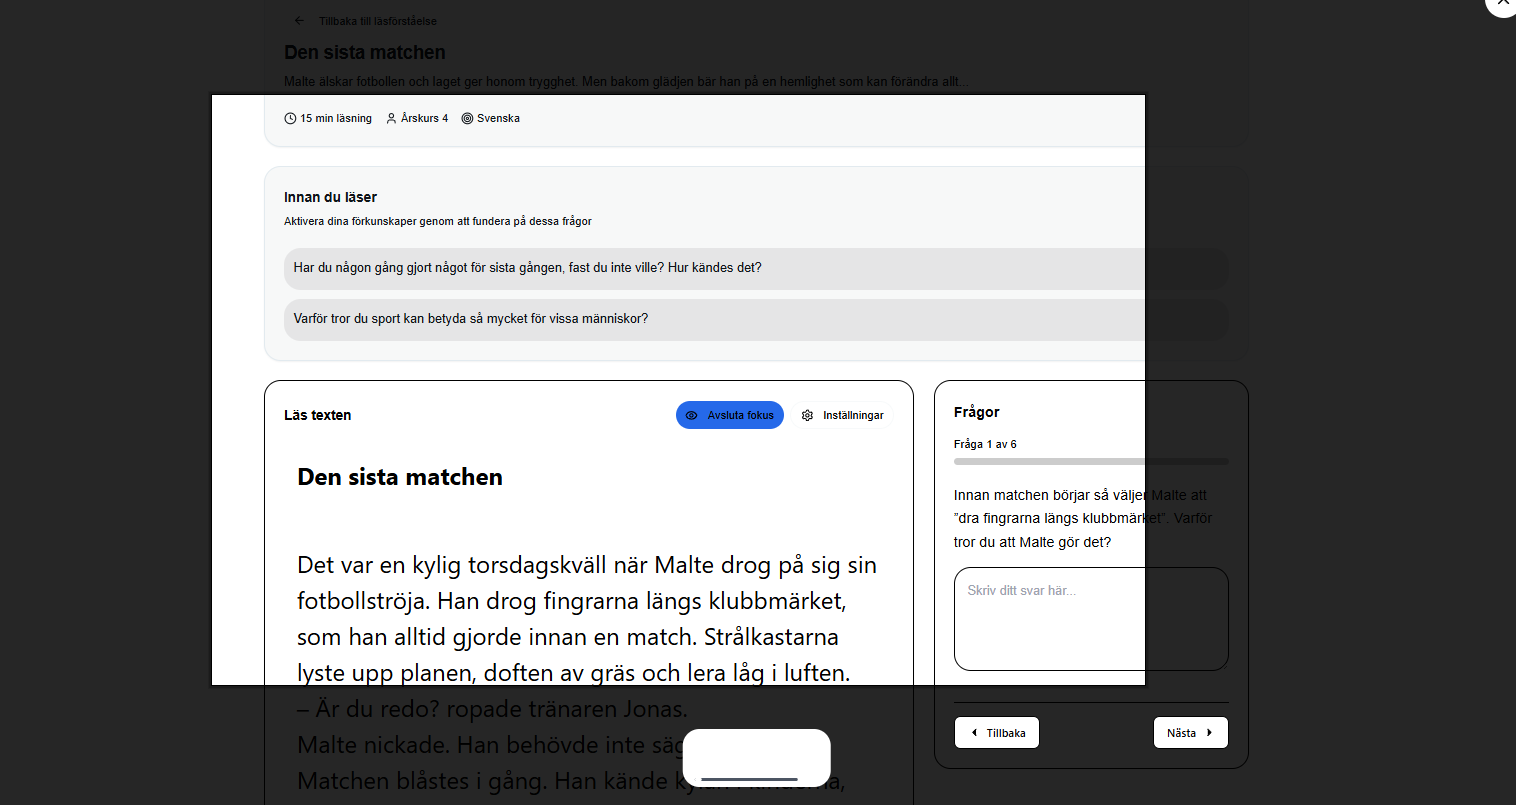 Tillbaka till läsförståelse
Den sista matchen
Malte älskar fotbollen och laget ger honom trygghet. Men bakom glädjen bär han på en hemlighet som kan förändra allt...
15 min läsning Årskurs 4 Svenska
Innan du läser
Aktivera dina förkunskaper genom att fundera på dessa frågor
Har du någon gång gjort något för sista gången, fast du inte ville? Hur kändes det?
Varför tror du sport kan betyda så mycket för vissa människor?
Läs texten
Avsluta fokus
Inställningar
Den sista matchen
Det var en kylig torsdagskväll när Malte drog på sig sin
fotbollströja. Han drog fingrarna längs klubbmärket,
som han alltid gjorde innan en match. Strålkastarna
lyste upp planen, doften av gräs och lera låg i luften.
– Är du redo? ropade tränaren Jonas.
Malte nickade. Han behövde inte
Matchen blåstes i gång. Han kände
Frågor
Fråga 1 av 6
Innan matchen börjar så väljer Malte att
”dra fingrarna längs klubbmärket”. Varför
tror du att Malte gör det?
Skriv ditt svar här...
Tillbaka
Nästa